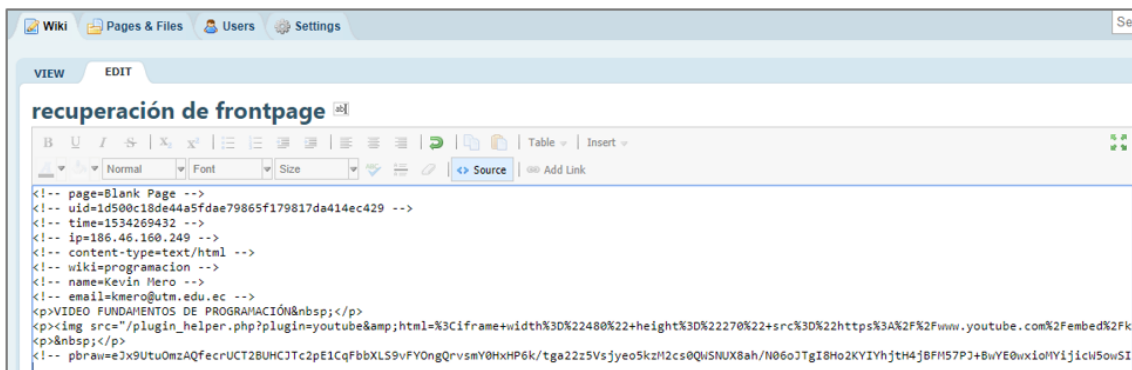 Wiki Pages & Files Users Settings Se
VIEW EDIT
recuperación de frontpage ab
B U I S X₂ X² Table Insert
Normal Font Size Source Add Link
<!-- page=Blank Page -->
<!-- uid=1d500c18de44a5fdae79865f179817da414ec429 -->
<!-- time=1534269432 -->
<!-- ip=186.46.160.249 -->
<!-- content-type=text/html -->
<!-- wiki=programacion -->
<!-- name=Kevin Mero -->
<!-- email=kmero@utm.edu.ec -->
<p>VIDEO FUNDAMENTOS DE PROGRAMACIÓN&nbsp;</p>
<p><img src="/plugin_helper.php?plugin=youtube&amp;html=%3Ciframe+width%3D%22480%22+height%3D%22270%22+src%3D%22https%3A%2F%2Fwww.youtube.com%2Fembed%2Fk
<p>&nbsp;</p>
<!-- pbraw=eJx9UtuOmzAQfecrUCT2BUHCJTc2pE1CqFbbXLS9vFYOngQrvsmY0HxHP6k/tga22z5Vsjyeo5kzM2cs0QWSNUX8ah/N06oJTgI8Ho2KYIYhjtH4jBFM57PJ+BwYE0wxioMYijicW5owSI